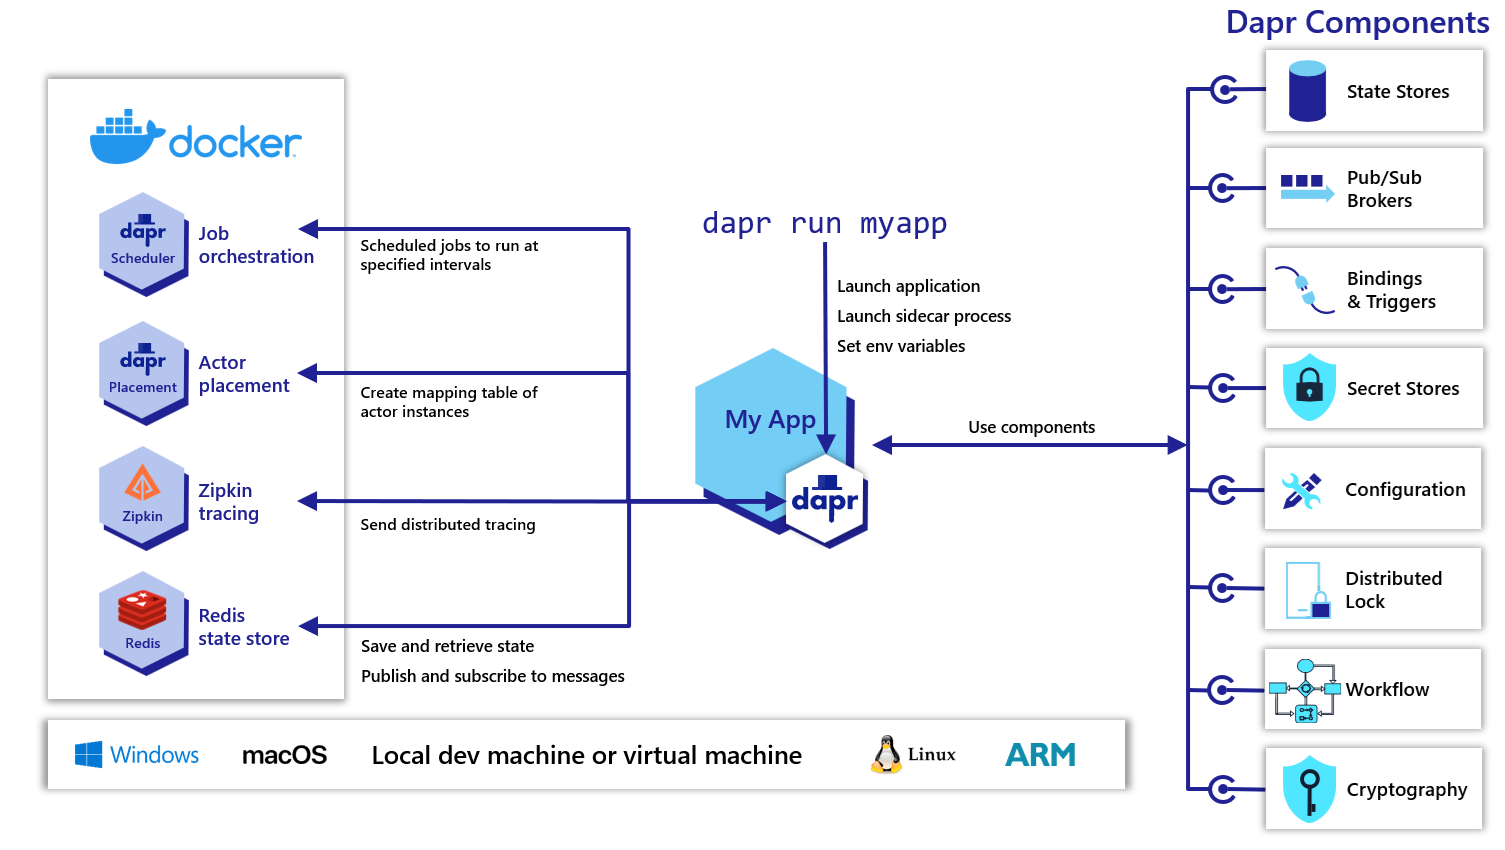 Dapr Components
docker
dapr
Scheduler
Job
orchestration
Scheduled jobs to run at
specified intervals
dapr
Placement
Actor
placement
Create mapping table of
actor instances
Zipkin
Zipkin
tracing
Send distributed tracing
Redis
Redis
state store
Save and retrieve state
Publish and subscribe to messages
dapr run myapp
Launch application
Launch sidecar process
Set env variables
My App
dapr
Use components
State Stores
Pub/Sub
Brokers
Bindings
& Triggers
Secret Stores
Configuration
Distributed
Lock
Workflow
Cryptography
Windows
macOS
Local dev machine or virtual machine
Linux
ARM